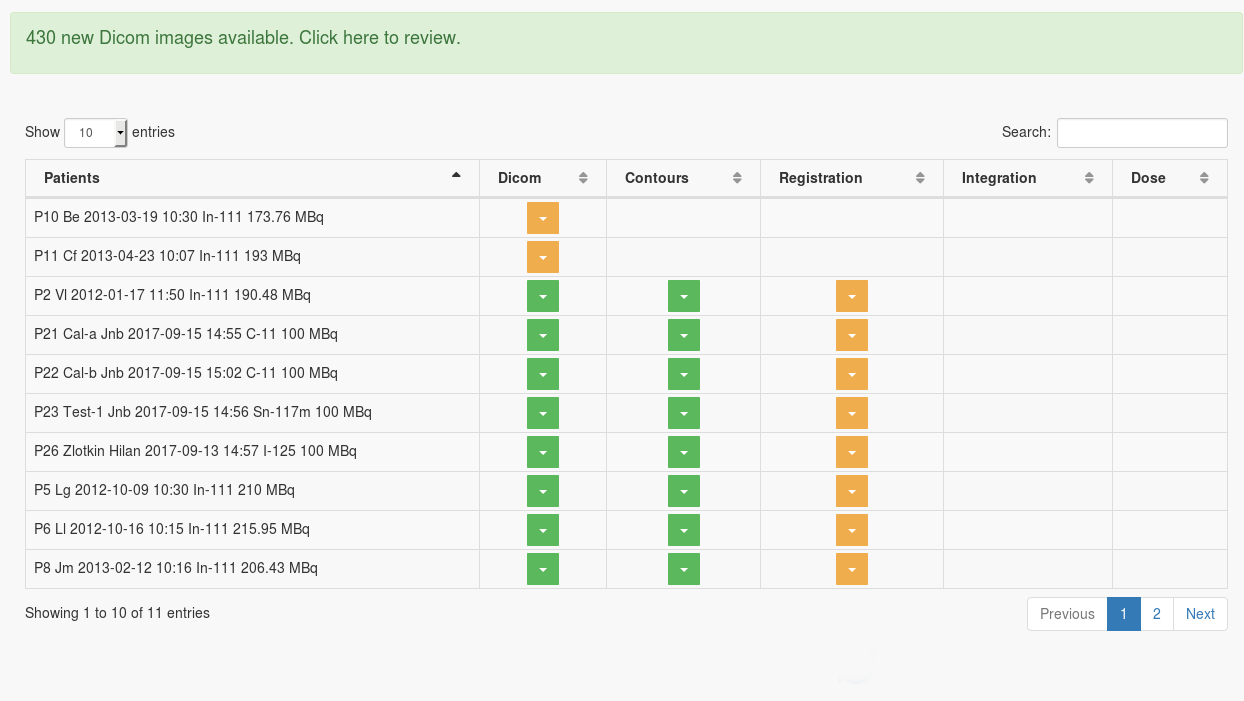 430 new Dicom images available. Click here to review.
Show 10 entries Search:
Patients Dicom Contours Registration Integration Dose
P10 Be 2013-03-19 10:30 In-111 173.76 MBq
P11 Cf 2013-04-23 10:07 In-111 193 MBq
P2 Vl 2012-01-17 11:50 In-111 190.48 MBq
P21 Cal-a Jnb 2017-09-15 14:55 C-11 100 MBq
P22 Cal-b Jnb 2017-09-15 15:02 C-11 100 MBq
P23 Test-1 Jnb 2017-09-15 14:56 Sn-117m 100 MBq
P26 Zlotkin Hilan 2017-09-13 14:57 I-125 100 MBq
P5 Lg 2012-10-09 10:30 In-111 210 MBq
P6 Ll 2012-10-16 10:15 In-111 215.95 MBq
P8 Jm 2013-02-12 10:16 In-111 206.43 MBq
Showing 1 to 10 of 11 entries Previous 1 2 Next